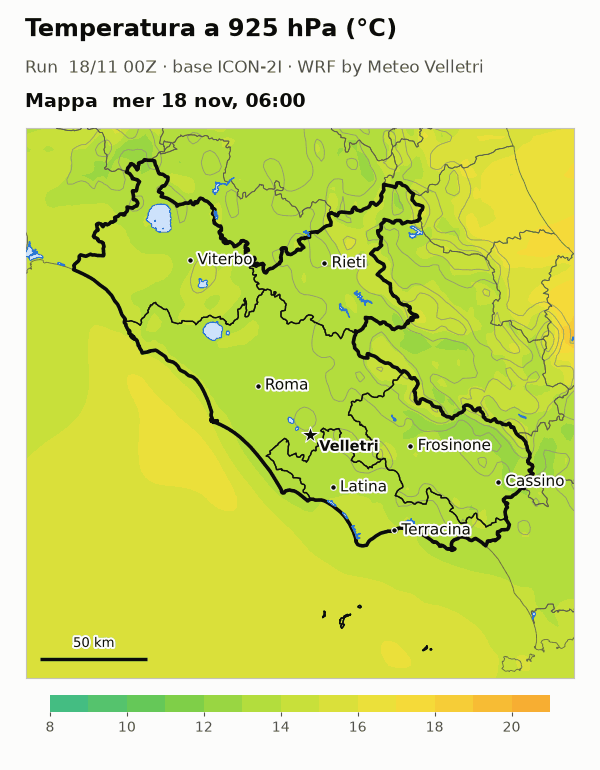 Temperatura a 925 hPa (°C)
Run  18/11 00Z · base ICON-2I · WRF by Meteo Velletri
Mappa  mer 18 nov, 06:00
Viterbo
Rieti
Roma
Velletri
Frosinone
Cassino
Latina
Terracina
50 km
8 10 12 14 16 18 20